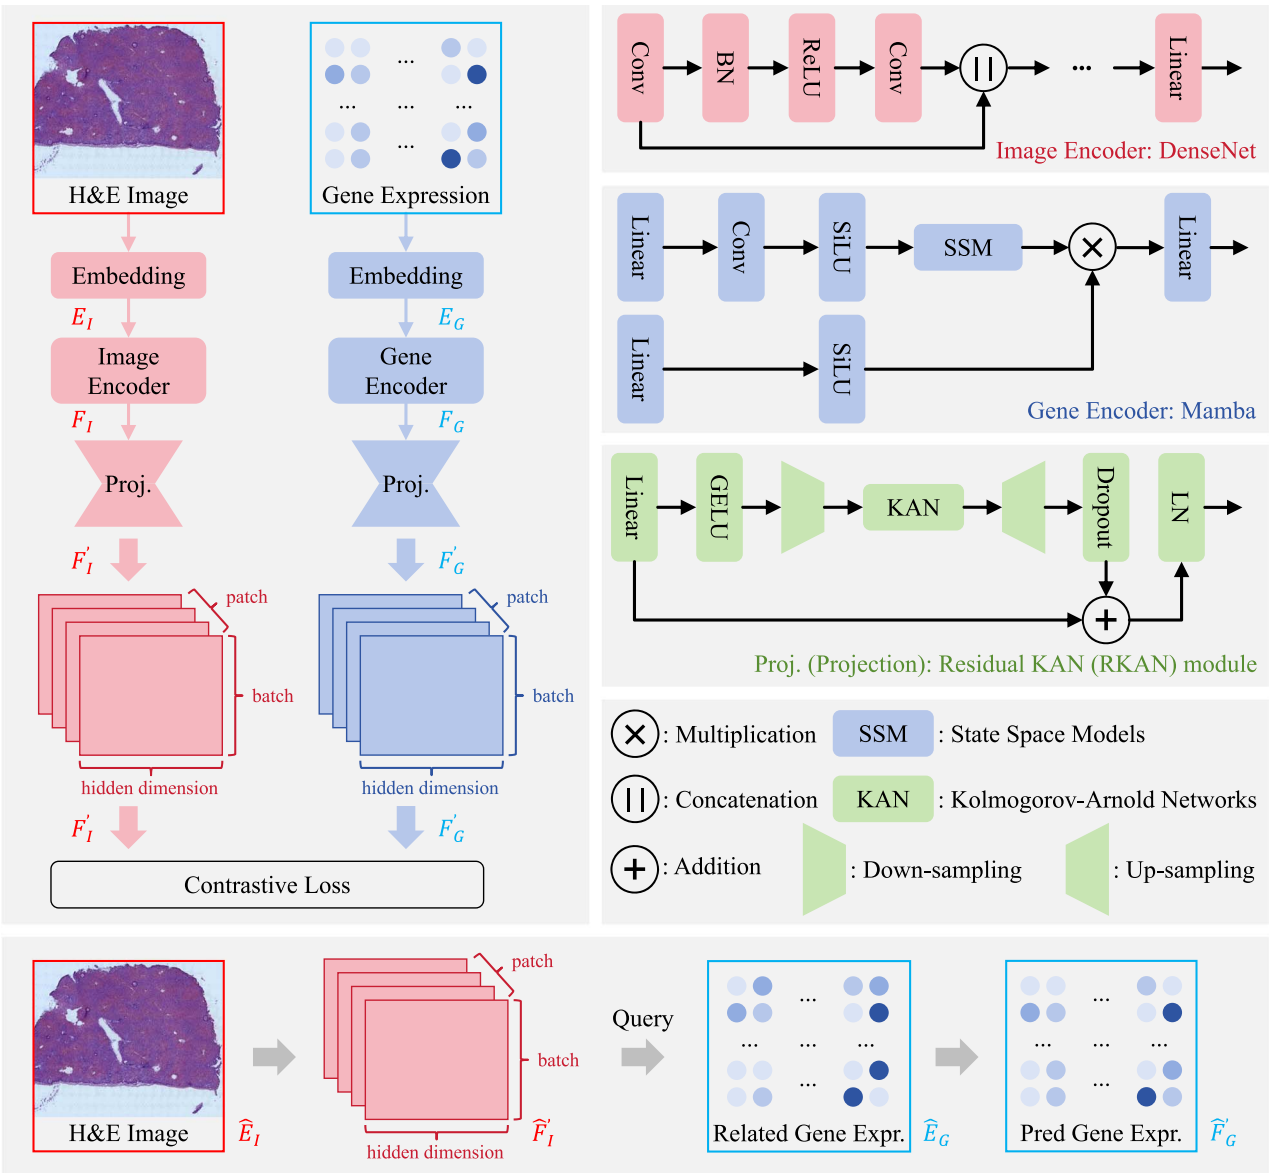 H&E Image
Gene Expression
...
...
...
...
...
Embedding
Embedding
E_I
E_G
Image
Encoder
Gene
Encoder
F_I
F_G
Proj.
Proj.
F'_I
F'_G
patch
patch
batch
batch
hidden dimension
hidden dimension
F'_I
F'_G
Contrastive Loss
Conv
BN
ReLU
Conv
||
...
Linear
Image Encoder: DenseNet
Linear
Conv
SiLU
SSM
×
Linear
Linear
SiLU
Gene Encoder: Mamba
Linear
GELU
KAN
Dropout
LN
+
Proj. (Projection): Residual KAN (RKAN) module
× : Multiplication
SSM : State Space Models
|| : Concatenation
KAN : Kolmogorov-Arnold Networks
+ : Addition
: Down-sampling
: Up-sampling
H&E Image
Ê_I
patch
batch
hidden dimension
F̂'_I
Query
...
...
...
...
...
Related Gene Expr.
Ê_G
...
...
...
...
...
Pred Gene Expr.
F̂'_G